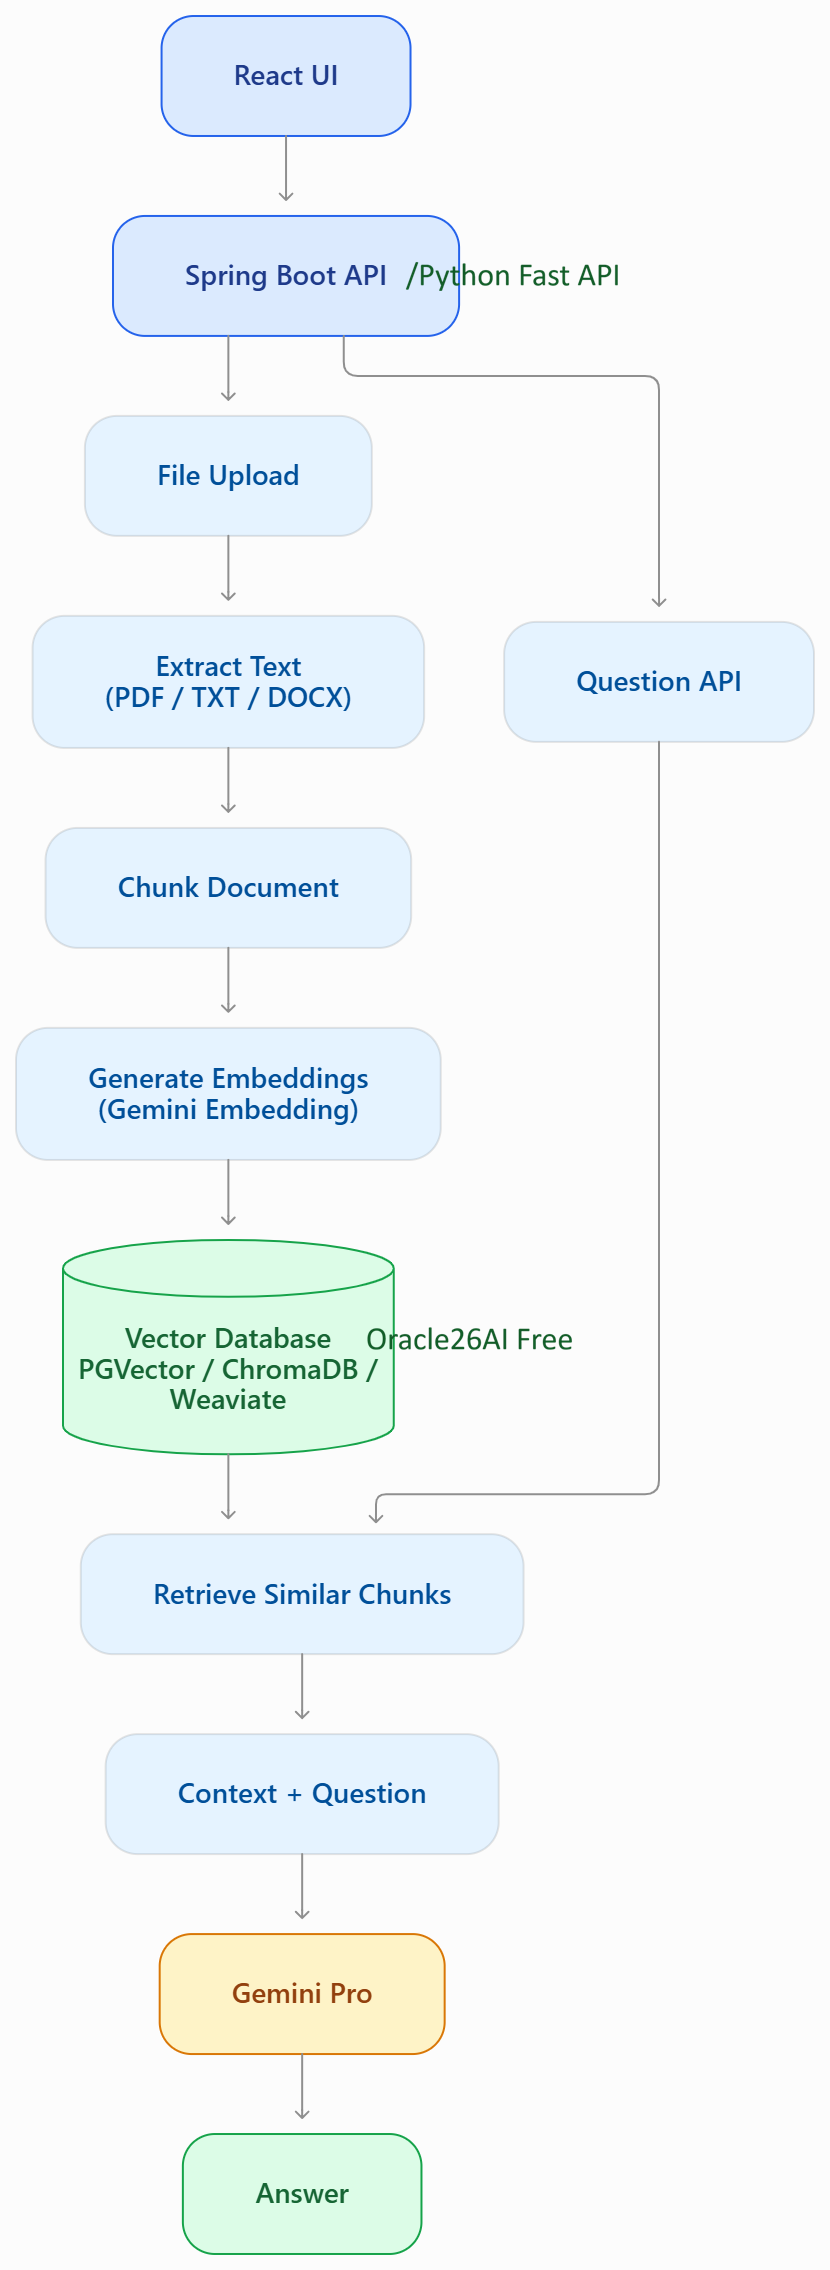 React UI
Spring Boot API /Python Fast API
File Upload
Extract Text
(PDF / TXT / DOCX)
Question API
Chunk Document
Generate Embeddings
(Gemini Embedding)
Vector Database Oracle26AI Free
PGVector / ChromaDB /
Weaviate
Retrieve Similar Chunks
Context + Question
Gemini Pro
Answer